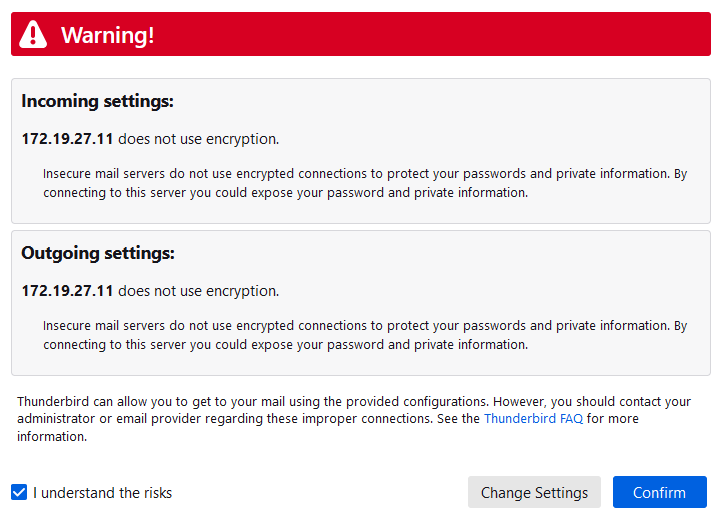 Warning!
Incoming settings:
172.19.27.11 does not use encryption.
Insecure mail servers do not use encrypted connections to protect your passwords and private information. By
connecting to this server you could expose your password and private information.
Outgoing settings:
172.19.27.11 does not use encryption.
Insecure mail servers do not use encrypted connections to protect your passwords and private information. By
connecting to this server you could expose your password and private information.
Thunderbird can allow you to get to your mail using the provided configurations. However, you should contact your
administrator or email provider regarding these improper connections. See the Thunderbird FAQ for more
information.
I understand the risks
Change Settings
Confirm